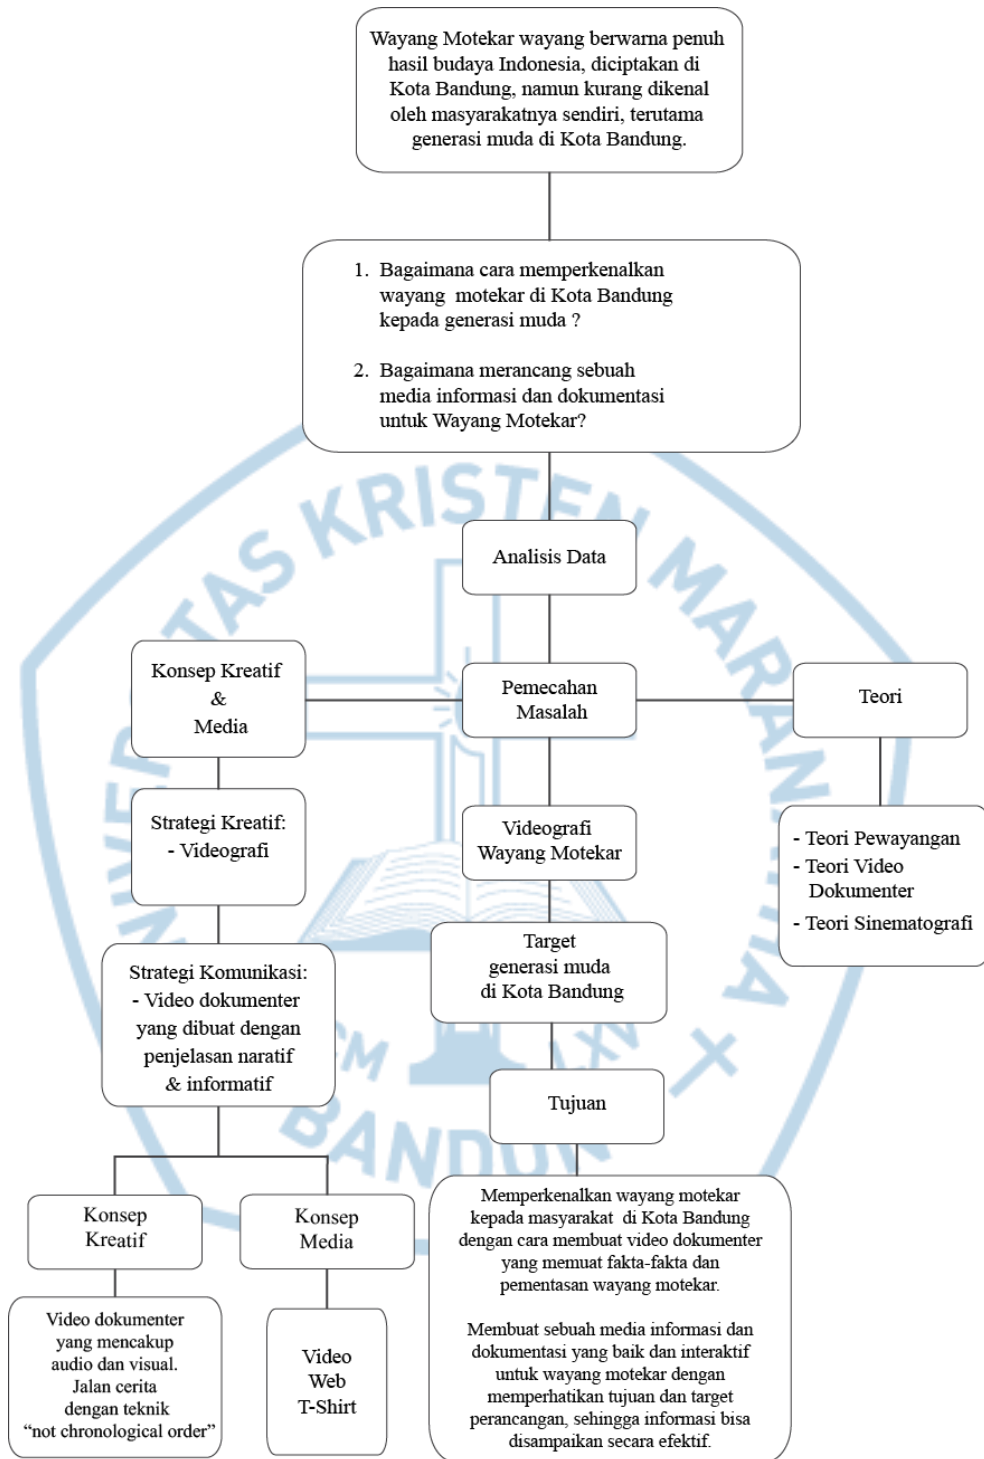 Wayang Motekar wayang berwarna penuh
hasil budaya Indonesia, diciptakan di
Kota Bandung, namun kurang dikenal
oleh masyarakatnya sendiri, terutama
generasi muda di Kota Bandung.
1. Bagaimana cara memperkenalkan
wayang motekar di Kota Bandung
kepada generasi muda ?
2. Bagaimana merancang sebuah
media informasi dan dokumentasi
untuk Wayang Motekar?
Analisis Data
Konsep Kreatif
&
Media
Pemecahan
Masalah
Teori
Strategi Kreatif:
- Videografi
Videografi
Wayang Motekar
- Teori Pewayangan
- Teori Video
Dokumenter
- Teori Sinematografi
Strategi Komunikasi:
- Video dokumenter
yang dibuat dengan
penjelasan naratif
& informatif
Target
generasi muda
di Kota Bandung
Tujuan
Konsep
Kreatif
Konsep
Media
Video dokumenter
yang mencakup
audio dan visual.
Jalan cerita
dengan teknik
“not chronological order”
Video
Web
T-Shirt
Memperkenalkan wayang motekar
kepada masyarakat di Kota Bandung
dengan cara membuat video dokumenter
yang memuat fakta-fakta dan
pementasan wayang motekar.
Membuat sebuah media informasi dan
dokumentasi yang baik dan interaktif
untuk wayang motekar dengan
memperhatikan tujuan dan target
perancangan, sehingga informasi bisa
disampaikan secara efektif.
KRISTEN
BANDUNG
LXV